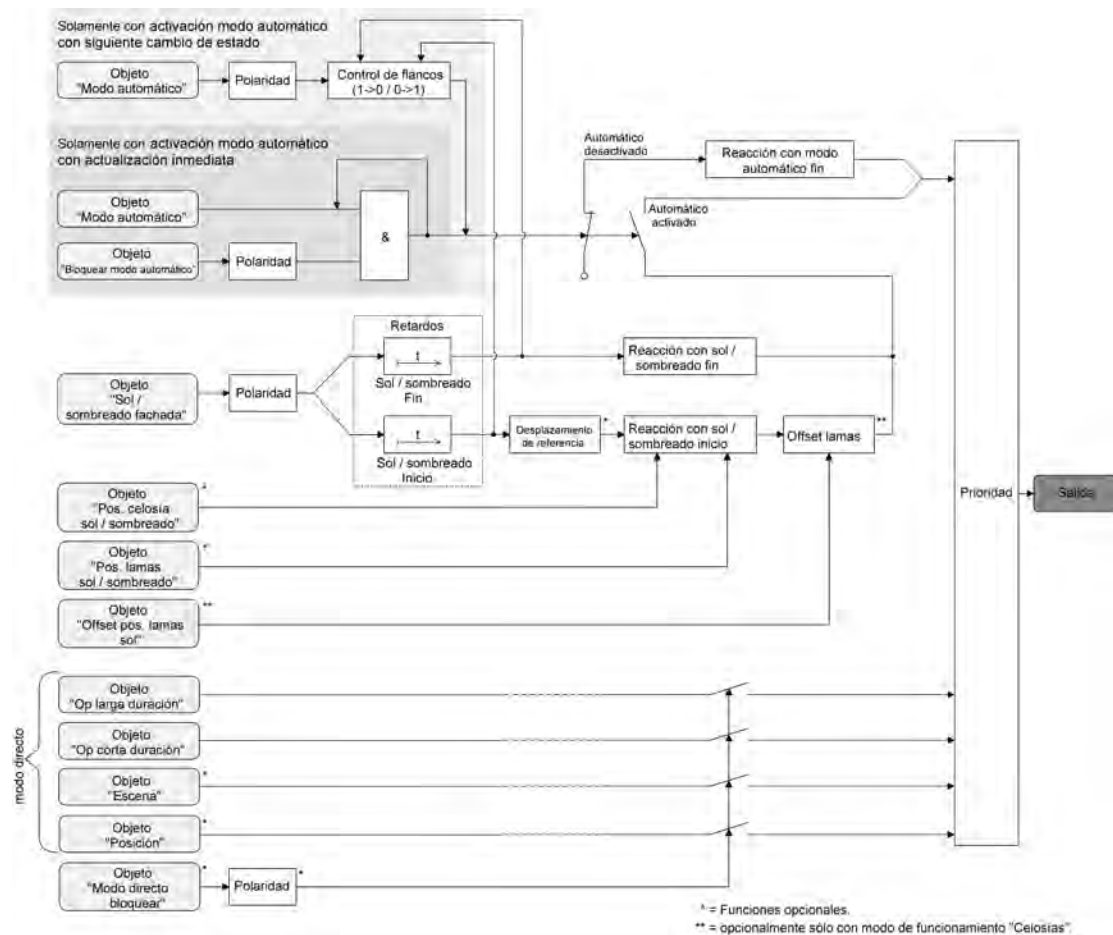 Solamente con activación modo automático
con siguiente cambio de estado
Objeto
"Modo automático"
Polaridad
Control de flancos
(1->0 / 0->1)
Solamente con activación modo automático
con actualización inmediata
Objeto
"Modo automático"
Objeto
"Bloquear modo automático"
Polaridad
&
Automático
desactivado
Reacción con modo
automático fin
Automático
activado
Retardos
t
Sol / sombreado
Fin
Reacción con sol /
sombreado fin
Objeto
"Sol /
sombreado fachada"
Polaridad
t
Sol / sombreado
Inicio
Desplazamiento
de referencia
*
Reacción con sol /
sombreado inicio
Offset lamas
**
Objeto
"Pos. celosía
sol / sombreado"
*
Objeto
"Pos. lamas
sol / sombreado"
*
Objeto
"Offset pos. lamas
sol"
**
Prioridad
Salida
modo directo
Objeto
"Op larga duración"
Objeto
"Op corta duración"
Objeto
"Escena"
*
Objeto
"Posición"
*
Objeto
"Modo directo
bloquear"
*
Polaridad
*
* = Funciones opcionales.
** = opcionalmente sólo con modo de funcionamiento "Celosías".